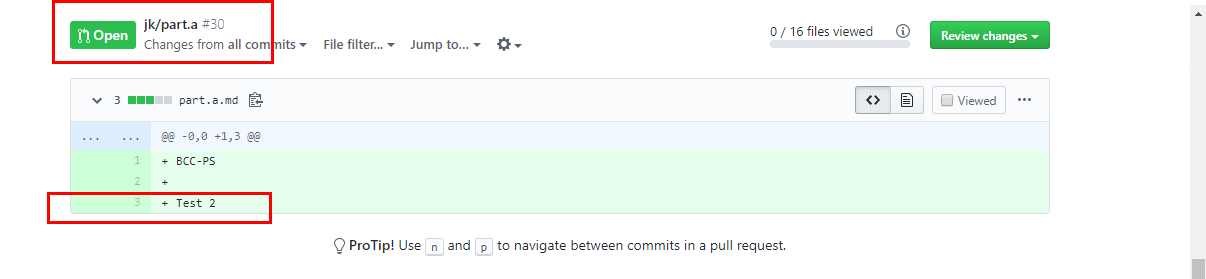 Open jk/part.a #30
Changes from all commits File filter... Jump to... 0 / 16 files viewed Review changes
3 part.a.md Viewed ...
... ... @@ -0,0 +1,3 @@
1 + BCC-PS
2 +
3 + Test 2
ProTip! Use n and p to navigate between commits in a pull request.